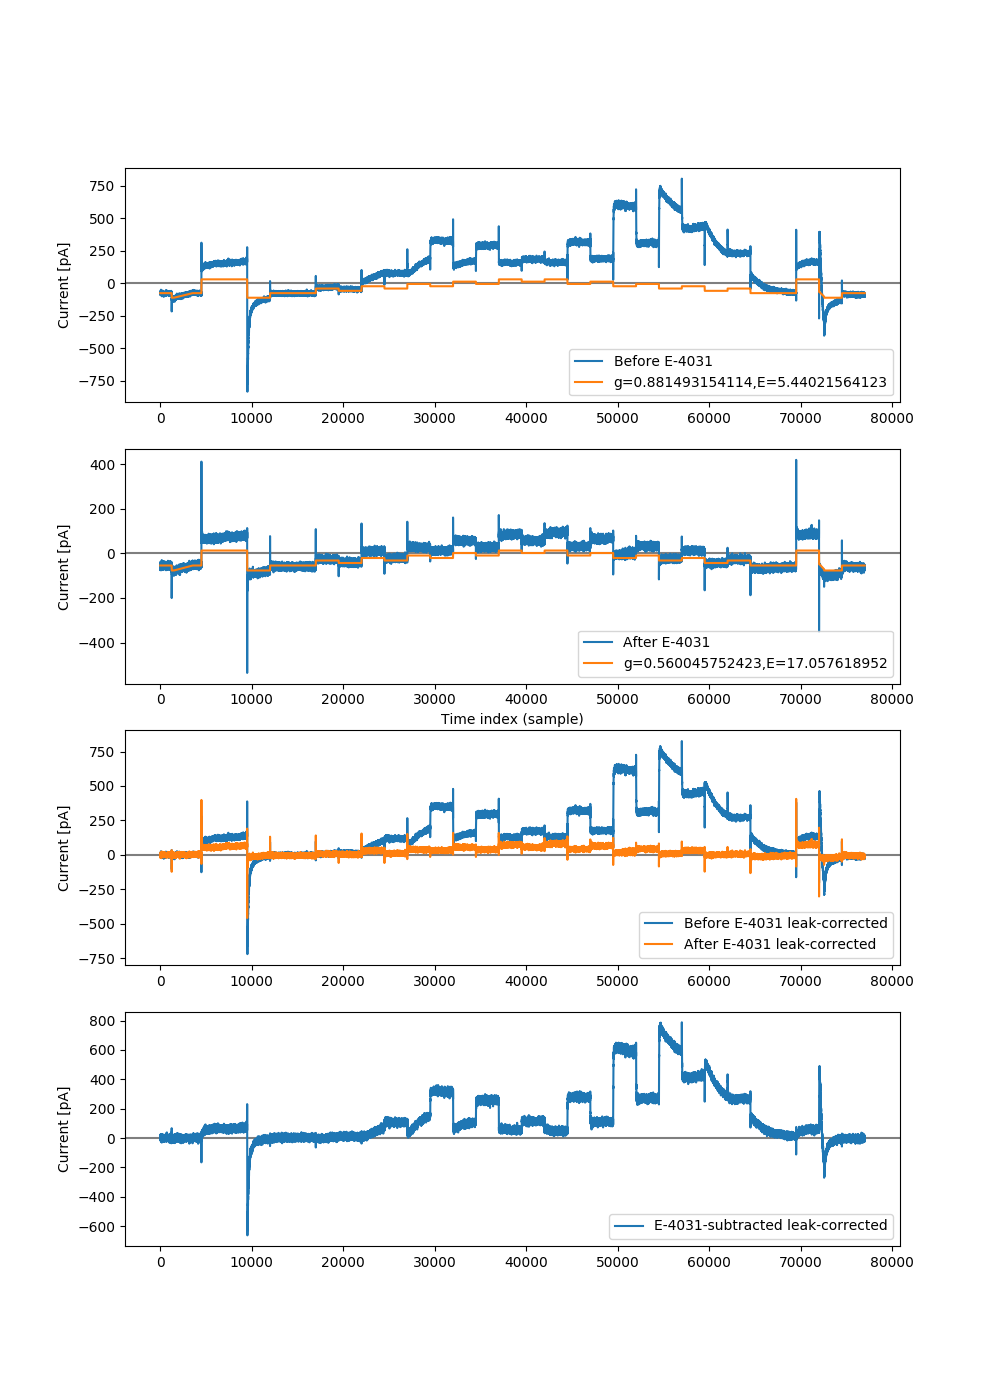 750
500
250
0
−250
−500
−750
Current [pA]
Before E-4031
g=0.881493154114,E=5.44021564123
0 10000 20000 30000 40000 50000 60000 70000 80000
400
200
0
−200
−400
Current [pA]
After E-4031
g=0.560045752423,E=17.057618952
0 10000 20000 30000 40000 50000 60000 70000 80000
Time index (sample)
750
500
250
0
−250
−500
−750
Current [pA]
Before E-4031 leak-corrected
After E-4031 leak-corrected
0 10000 20000 30000 40000 50000 60000 70000 80000
800
600
400
200
0
−200
−400
−600
Current [pA]
E-4031-subtracted leak-corrected
0 10000 20000 30000 40000 50000 60000 70000 80000